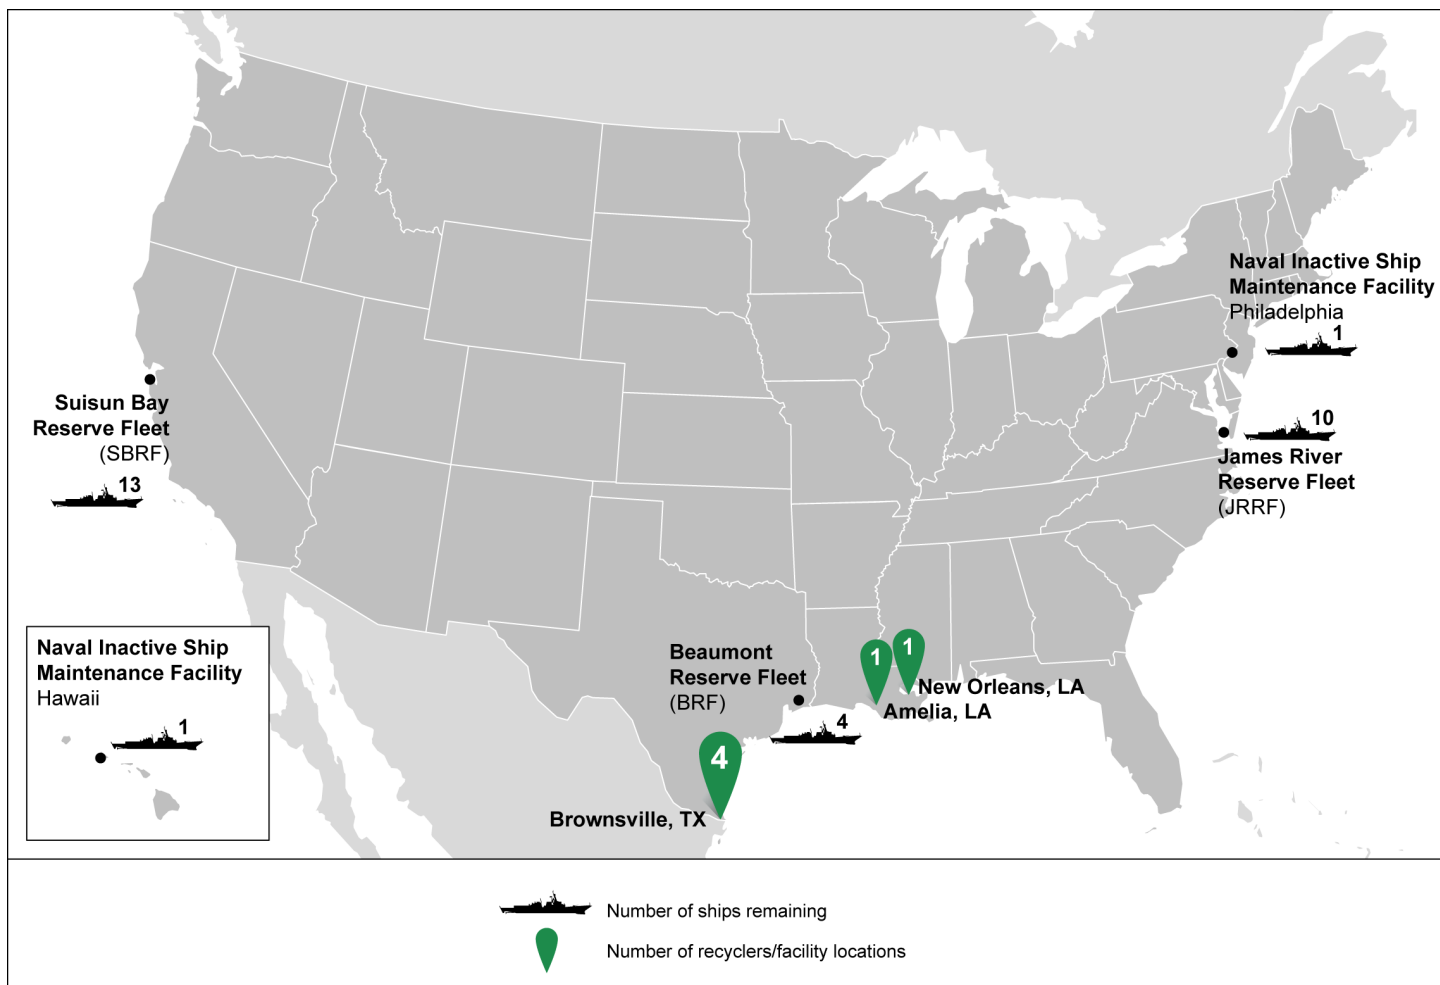 Naval Inactive Ship
Maintenance Facility
Philadelphia
1
Suisun Bay
Reserve Fleet
(SBRF)
13
10
James River
Reserve Fleet
(JRRF)
Naval Inactive Ship
Maintenance Facility
Hawaii
1
Beaumont
Reserve Fleet
(BRF)
4
1
1
New Orleans, LA
Amelia, LA
4
Brownsville, TX
Number of ships remaining
Number of recyclers/facility locations